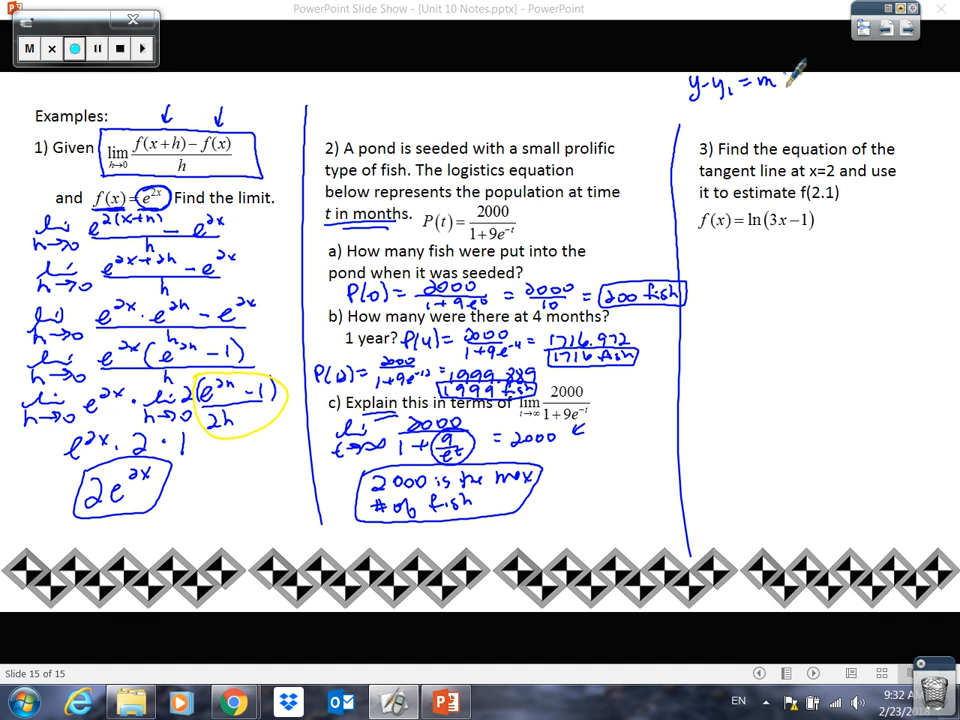 PowerPoint Slide Show - [Unit 10 Notes.pptx] - PowerPoint
M
y - y₁ = m
Examples:
1) Given lim h→0 f(x + h) − f(x) / h
and f(x) = e^2x Find the limit.
lim h→0 e^2(x+h) − e^2x / h
lim h→0 e^2x+2h − e^2x / h
lim h→0 e^2x · e^2h − e^2x / h
lim h→0 e^2x (e^2h − 1) / h
lim h→0 e^2x · lim h→0 2(e^2h − 1) / 2h
e^2x · 2 · 1
2e^2x
2) A pond is seeded with a small prolific
type of fish. The logistics equation
below represents the population at time
t in months. P(t) = 2000 / 1+9e^−t
a) How many fish were put into the
pond when it was seeded?
P(0) = 2000 / 1+9e^0 = 2000 / 10 = 200 fish
b) How many were there at 4 months?
1 year? P(4) = 2000 / 1+9e^−4 = 1716.972
1716 fish
P(12) = 2000 / 1+9e^−12 = 1999.889
1999 fish
c) Explain this in terms of lim t→∞ 2000 / 1+9e^−t
lim t→∞ 2000 / 1 + 9/e^t = 2000
2000 is the max
# of fish
3) Find the equation of the
tangent line at x=2 and use
it to estimate f(2.1)
f(x) = ln(3x−1)
Slide 15 of 15
EN
9:32 AM
2/23/2018